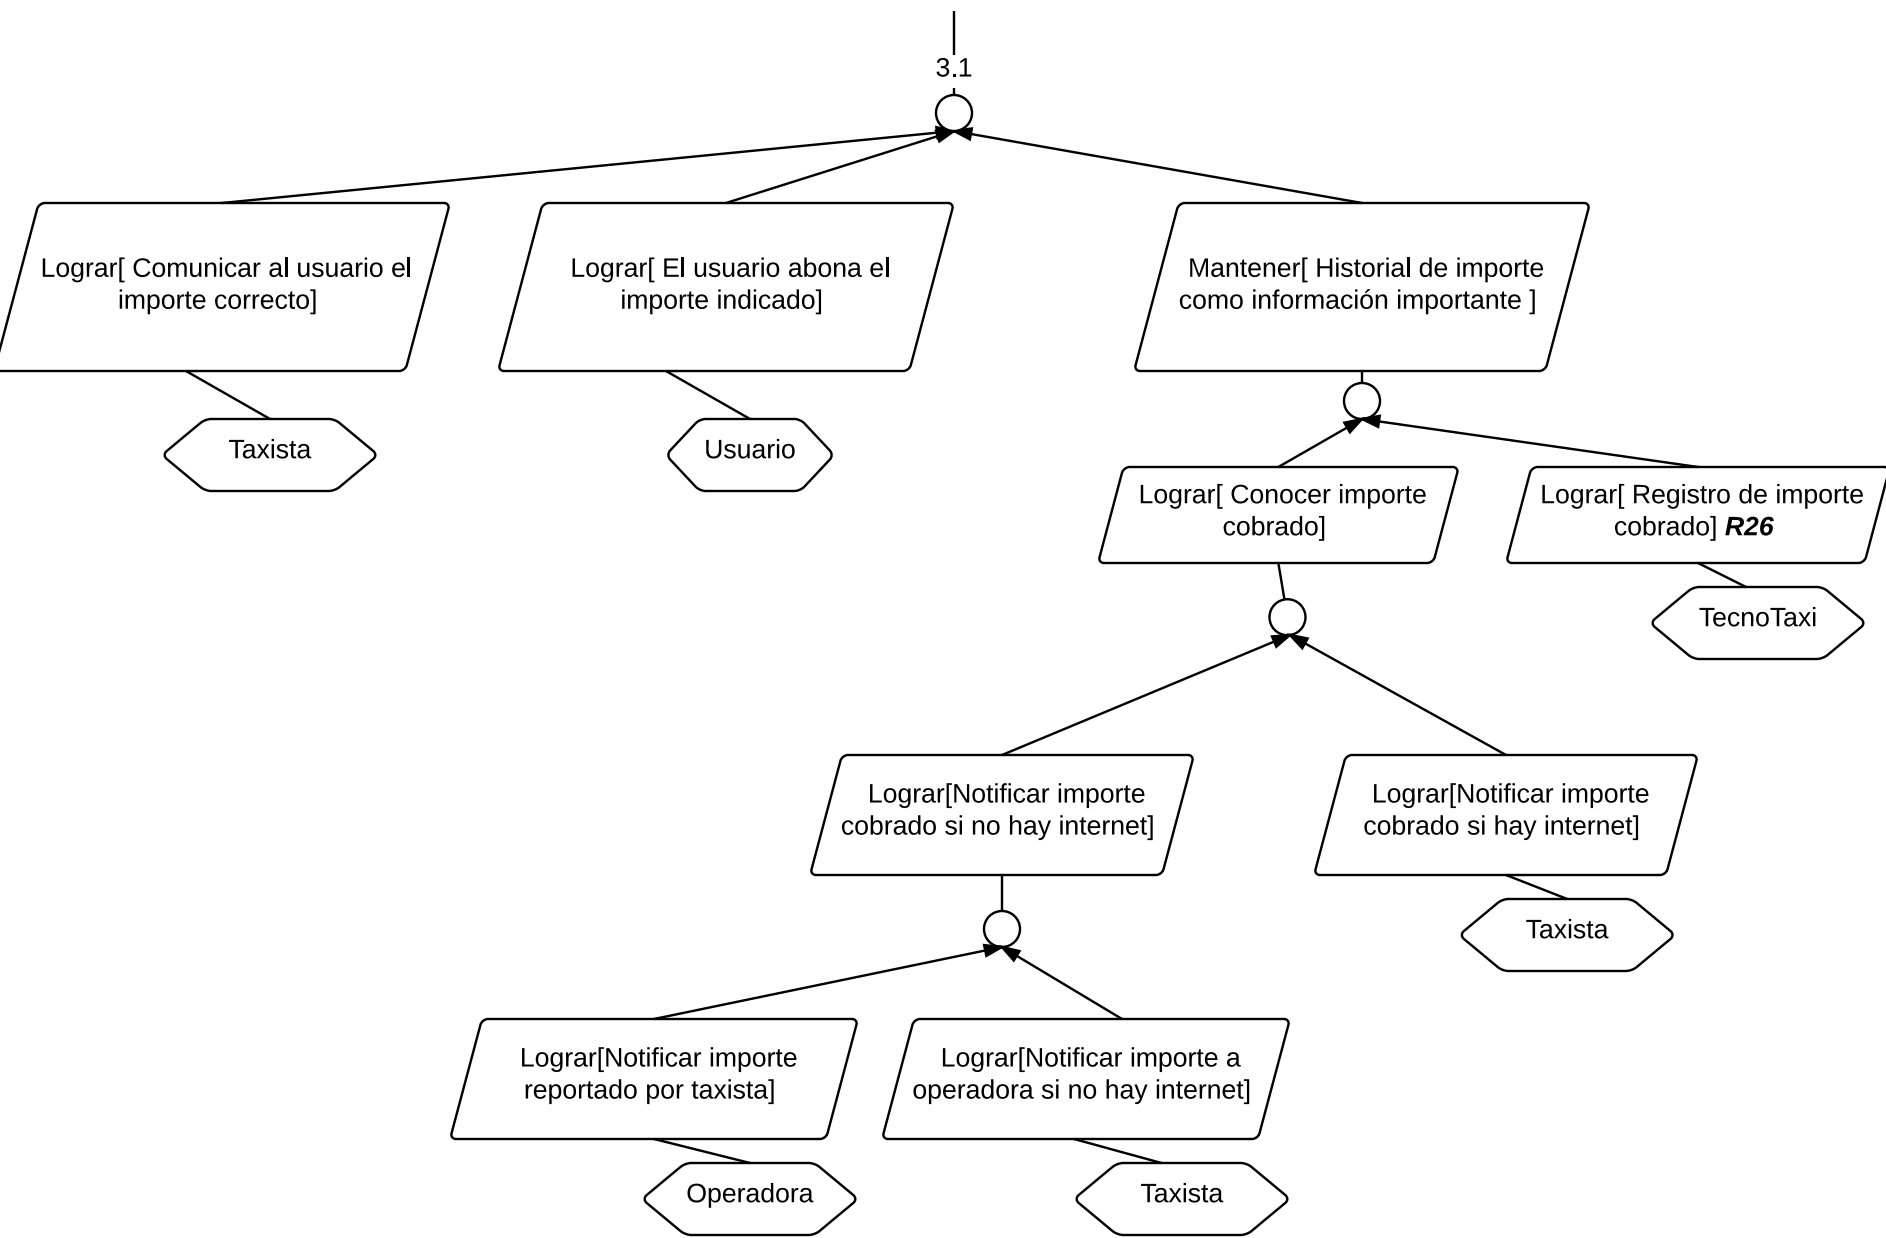 3.1
Lograr[ Comunicar al usuario el
importe correcto]
Lograr[ El usuario abona el
importe indicado]
Mantener[ Historial de importe
como información importante ]
Taxista
Usuario
Lograr[ Conocer importe
cobrado]
Lograr[ Registro de importe
cobrado] R26
TecnoTaxi
Lograr[Notificar importe
cobrado si no hay internet]
Lograr[Notificar importe
cobrado si hay internet]
Taxista
Lograr[Notificar importe
reportado por taxista]
Lograr[Notificar importe a
operadora si no hay internet]
Operadora
Taxista